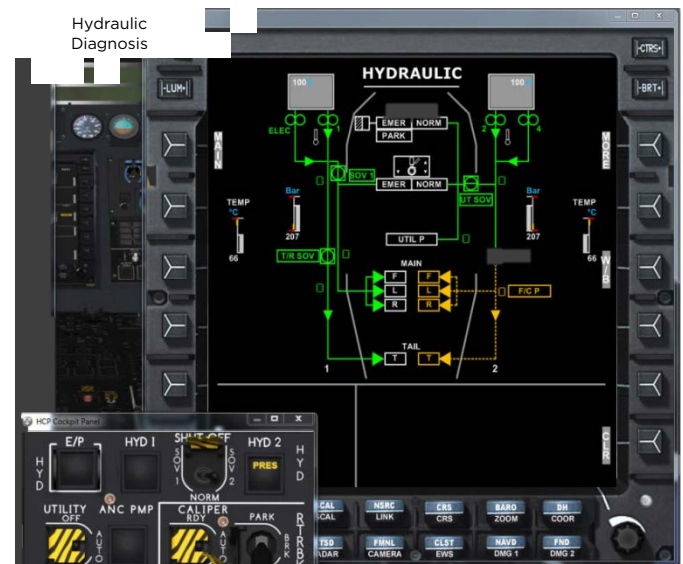 Hydraulic
Diagnosis
-CTRS+
-LUM+
-BRT+
HYDRAULIC
100%
100%
ELEC
1
2
4
EMER
NORM
PARK
MAIN
MORE
SOV 1
EMER
NORM
UT SOV
TEMP
°C
66
Bar
207
Bar
207
TEMP
°C
66
UTIL P
T/R SOV
MAIN
F
F
L
L
R
R
F/C P
W/B
TAIL
T
T
1
2
CLR
HCP Cockpit Panel
E/P
HYD 1
SHUT OFF
HYD 2
HYD
SOV 1
SOV 2
PRES
HYD
NORM
UTILITY
OFF
ANC PMP
CALIPER
RDY
PARK
AUTO
AUTO
BRK
RTRBK
CAL
NSRC
LINK
CRS
CRS
BARO
ZOOM
DH
COOR
TSD
FMNL
CAMERA
CLST
EWS
NAVD
DMG 1
FND
DMG 2